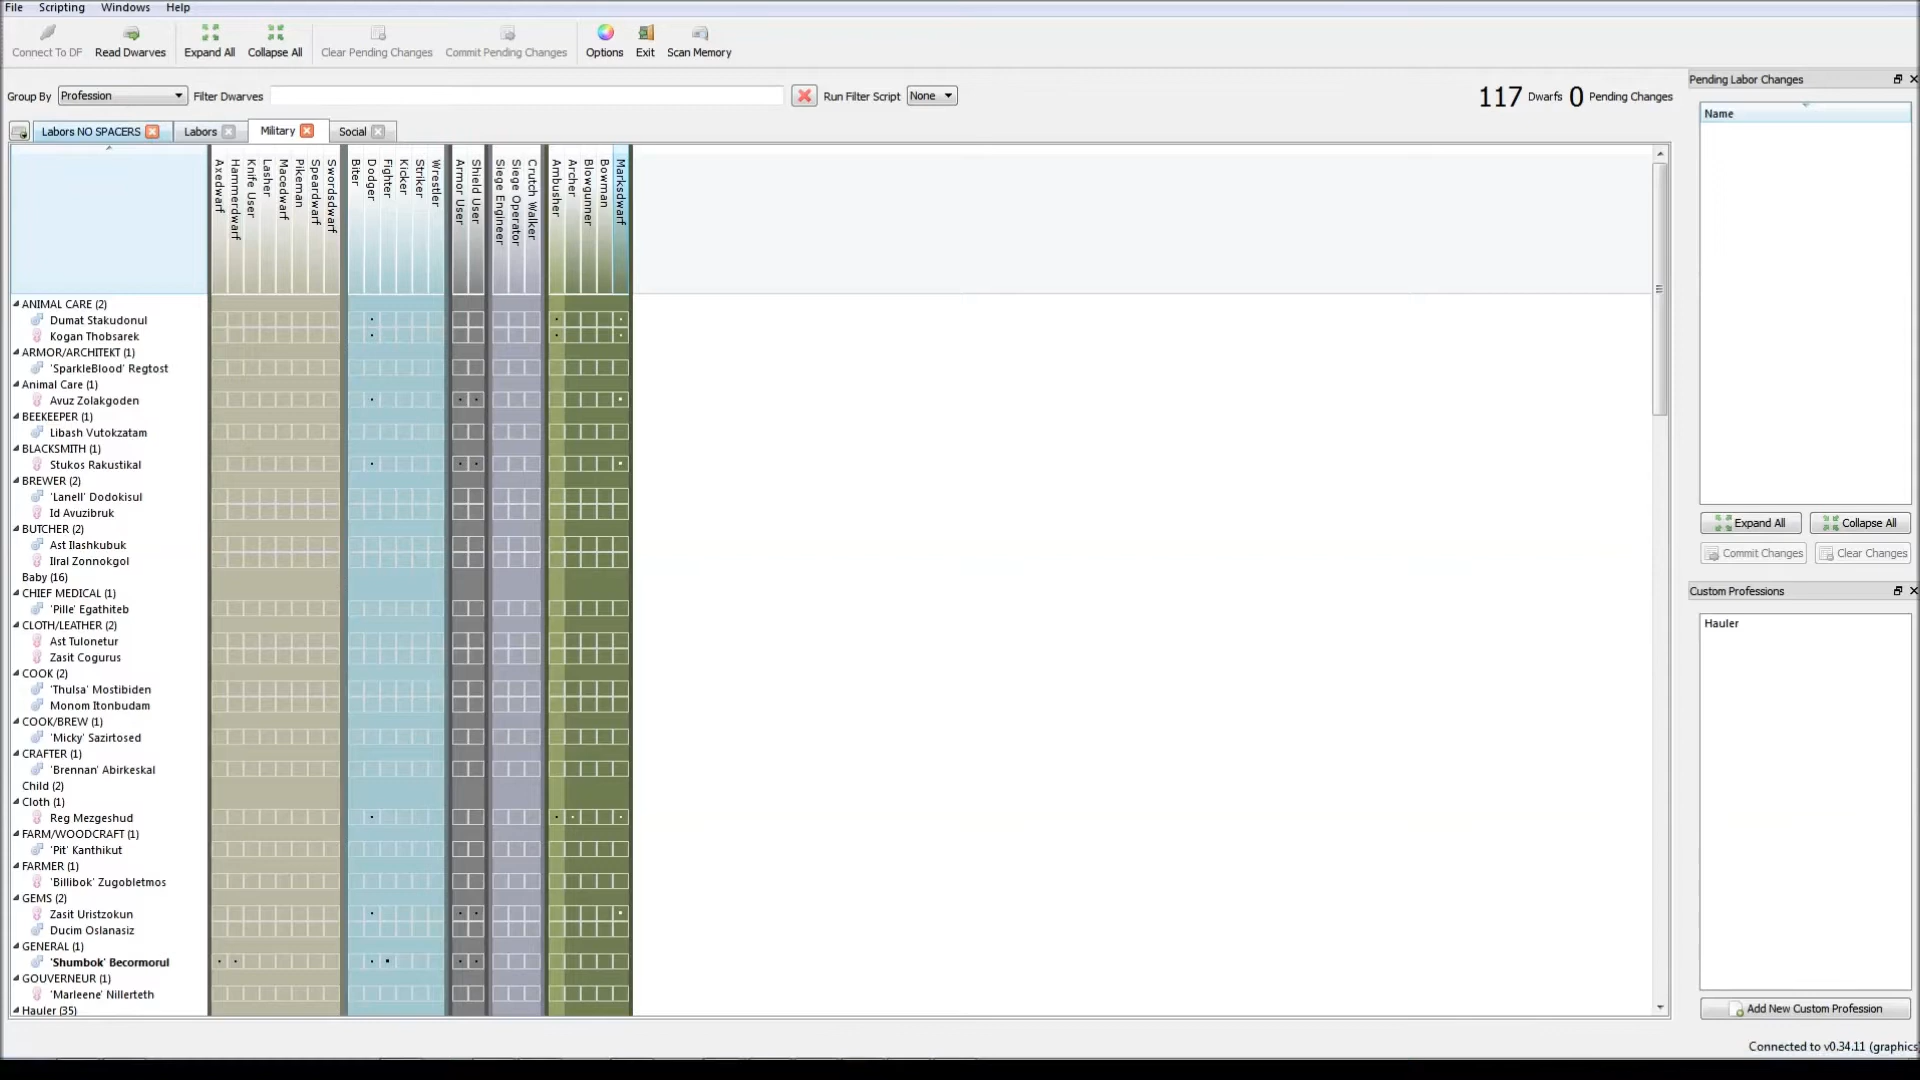 File Scripting Windows Help
Connect To DF Read Dwarves Expand All Collapse All Clear Pending Changes Commit Pending Changes Options Exit Scan Memory
Group By Profession Filter Dwarves Run Filter Script None 117 Dwarfs 0 Pending Changes
Labors NO SPACERS Labors Military Social
Axedwarf
Hammerdwarf
Knife User
Lasher
Macedwarf
Pikeman
Speardwarf
Swordsdwarf
Biter
Dodger
Fighter
Kicker
Striker
Wrestler
Armor User
Shield User
Siege Engineer
Siege Operator
Crutch Walker
Ambusher
Archer
Blowgunner
Bowman
Marksdwarf
ANIMAL CARE (2)
Dumat Stakudonul
Kogan Thobsarek
ARMOR/ARCHITEKT (1)
'SparkleBlood' Regtost
Animal Care (1)
Avuz Zolakgoden
BEEKEEPER (1)
Libash Vutokzatam
BLACKSMITH (1)
Stukos Rakustikal
BREWER (2)
'Lanell' Dodokisul
Id Avuzibruk
BUTCHER (2)
Ast Ilashkubuk
Ilral Zonnokgol
Baby (16)
CHIEF MEDICAL (1)
'Pille' Egathiteb
CLOTH/LEATHER (2)
Ast Tulonetur
Zasit Cogurus
COOK (2)
'Thulsa' Mostibiden
Monom Itonbudam
COOK/BREW (1)
'Micky' Sazirtosed
CRAFTER (1)
'Brennan' Abirkeskal
Child (2)
Cloth (1)
Reg Mezgeshud
FARM/WOODCRAFT (1)
'Pit' Kanthikut
FARMER (1)
'Billibok' Zugobletmos
GEMS (2)
Zasit Uristzokun
Ducim Oslanasiz
GENERAL (1)
'Shumbok' Becormorul
GOUVERNEUR (1)
'Marleene' Nillerteth
Hauler (35)
Pending Labor Changes
Name
Expand All Collapse All
Commit Changes Clear Changes
Custom Professions
Hauler
Add New Custom Profession
Connected to v0.34.11 (graphics